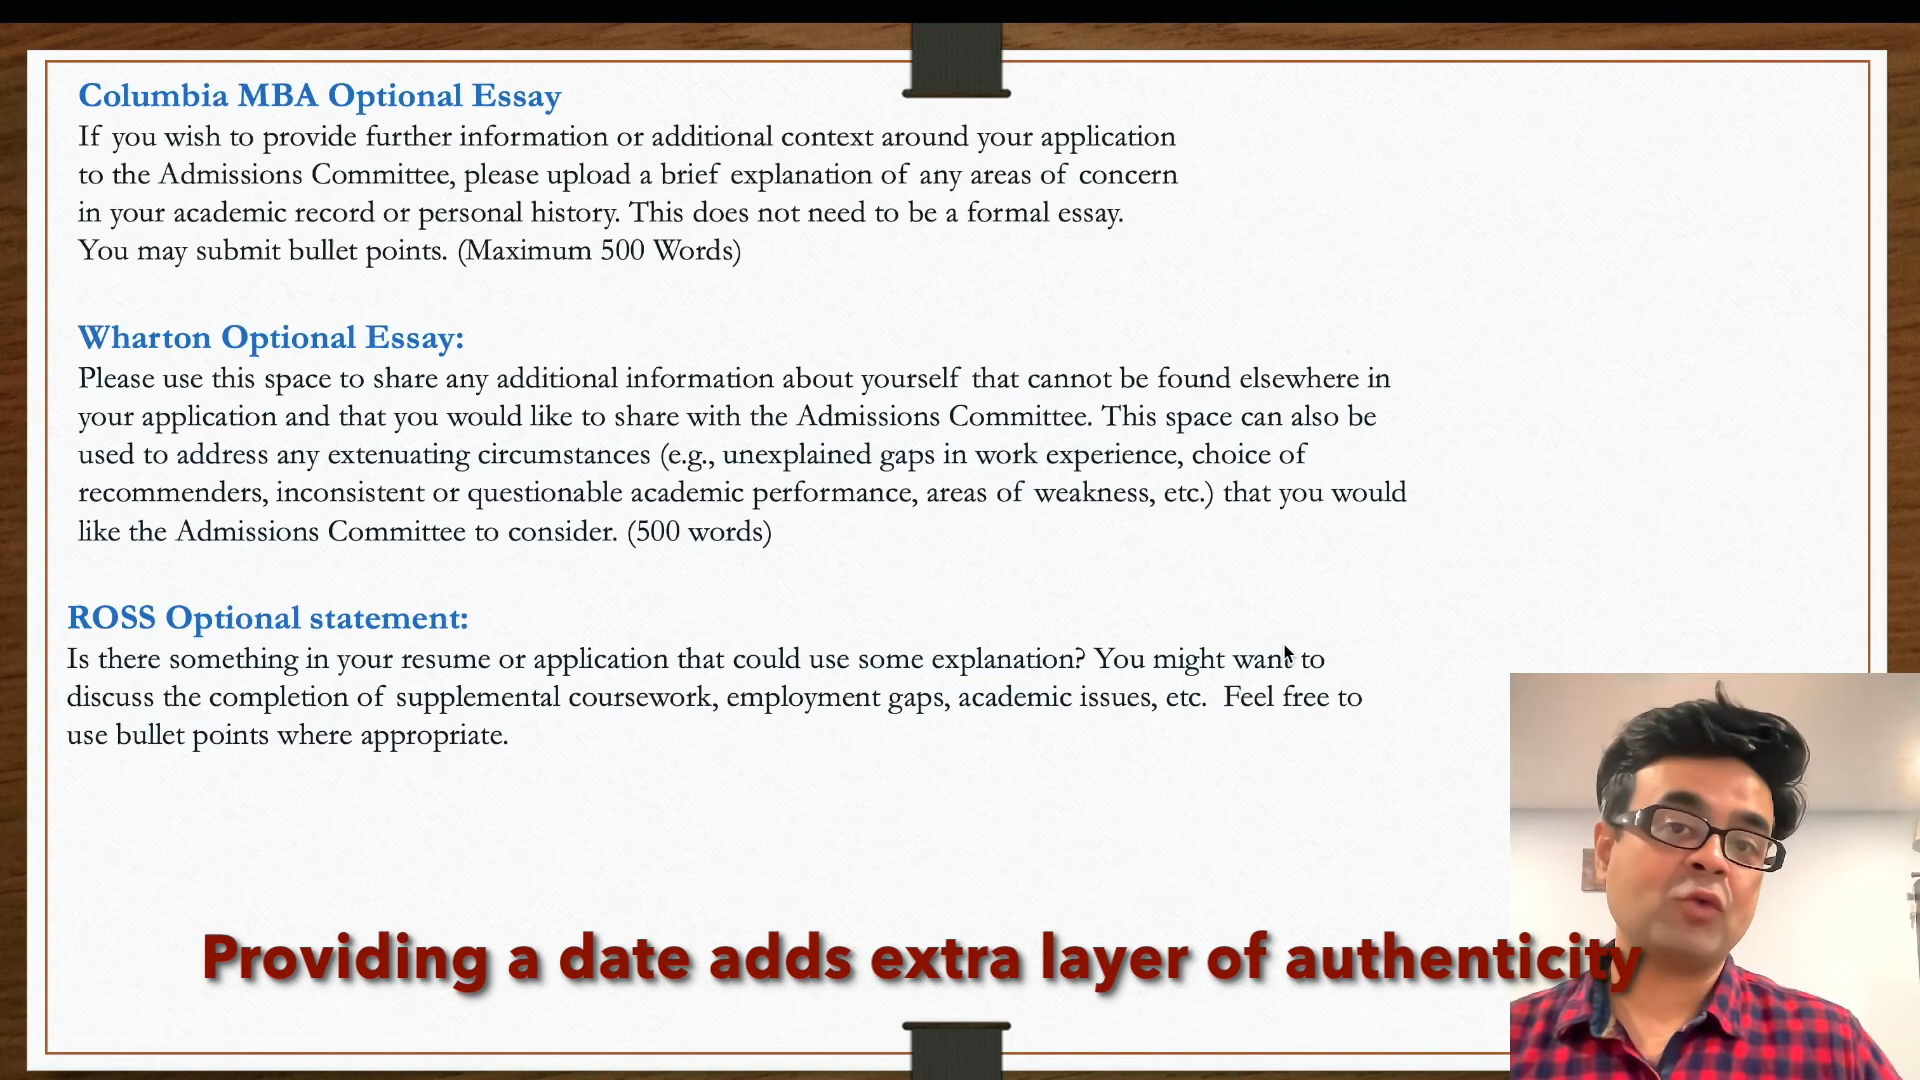 Columbia MBA Optional Essay
If you wish to provide further information or additional context around your application
to the Admissions Committee, please upload a brief explanation of any areas of concern
in your academic record or personal history. This does not need to be a formal essay.
You may submit bullet points. (Maximum 500 Words)
Wharton Optional Essay:
Please use this space to share any additional information about yourself that cannot be found elsewhere in
your application and that you would like to share with the Admissions Committee. This space can also be
used to address any extenuating circumstances (e.g., unexplained gaps in work experience, choice of
recommenders, inconsistent or questionable academic performance, areas of weakness, etc.) that you would
like the Admissions Committee to consider. (500 words)
ROSS Optional statement:
Is there something in your resume or application that could use some explanation? You might want to
discuss the completion of supplemental coursework, employment gaps, academic issues, etc. Feel free to
use bullet points where appropriate.
Providing a date adds extra layer of authenticity